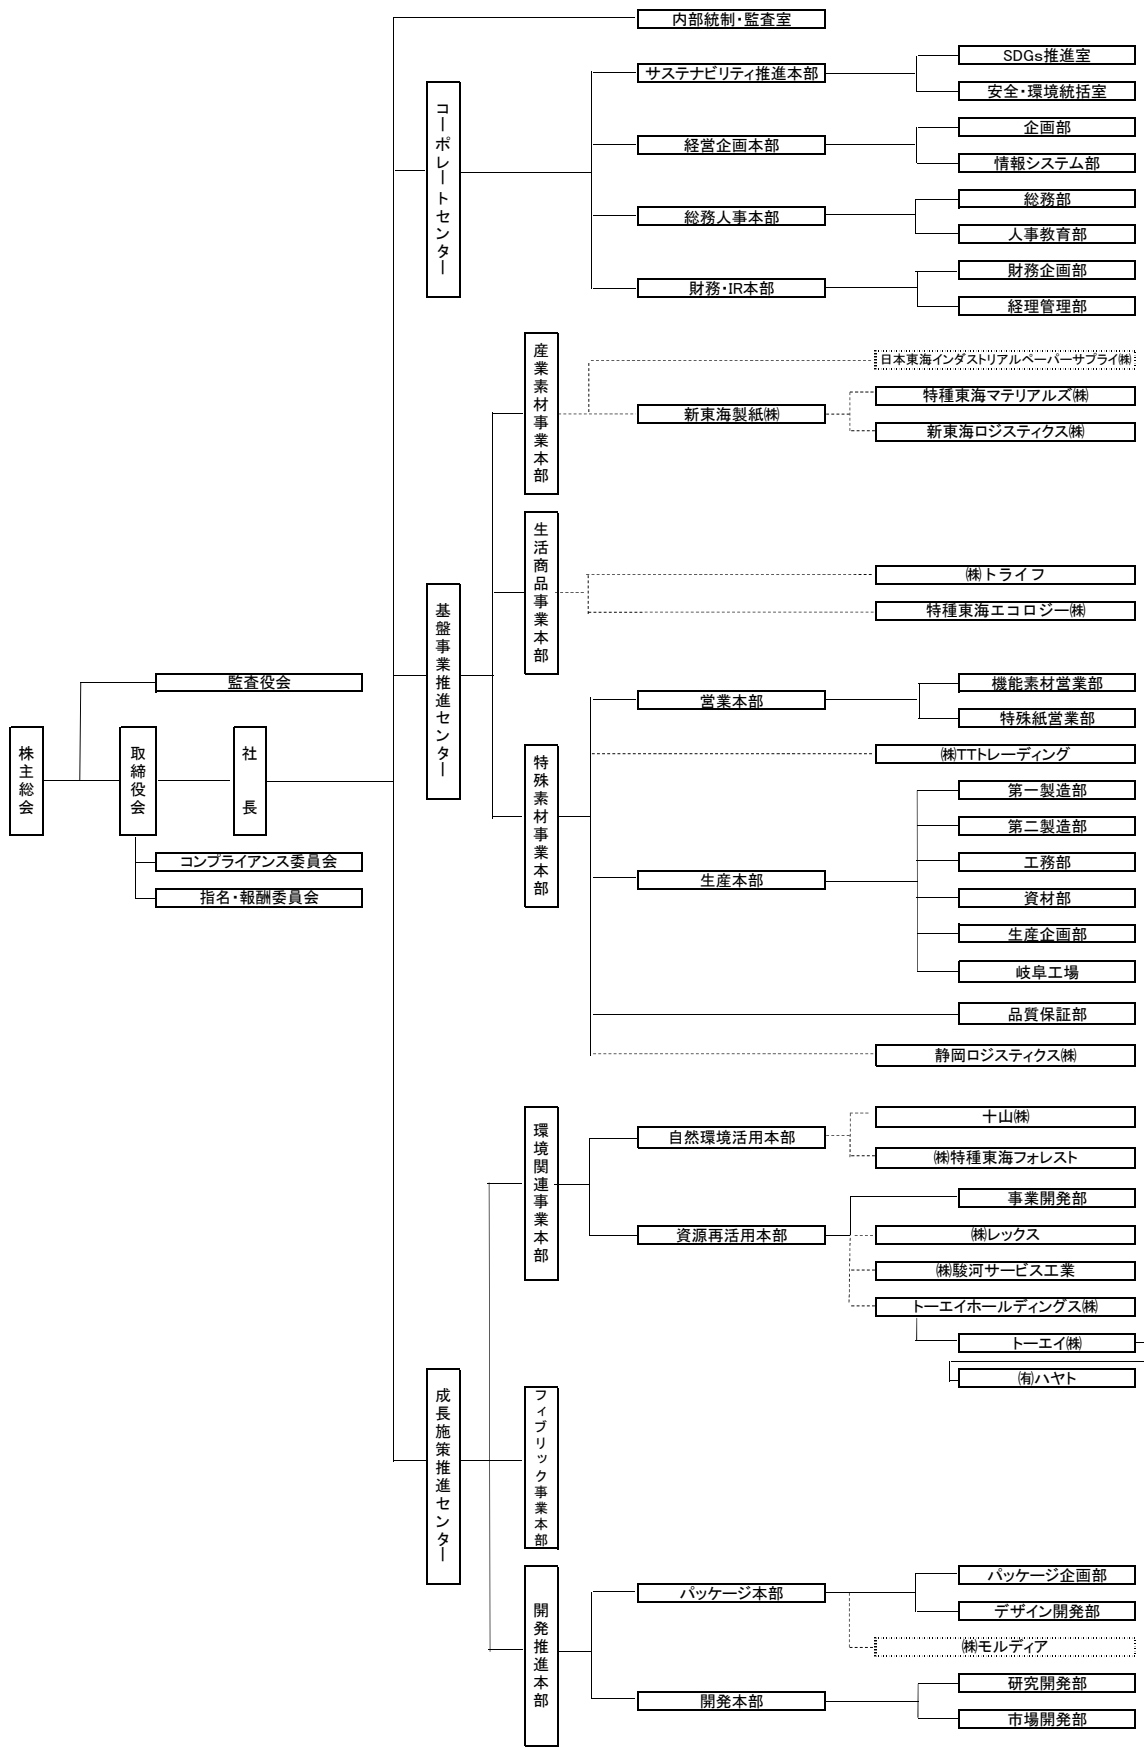 内部統制・監査室
コーポレートセンター
サステナビリティ推進本部
SDGs推進室
安全・環境統括室
経営企画本部
企画部
情報システム部
総務人事本部
総務部
人事教育部
財務・IR本部
財務企画部
経理管理部
産業素材事業本部
日本東海インダストリアルペーパーサプライ㈱
新東海製紙㈱
特種東海マテリアルズ㈱
新東海ロジスティクス㈱
基盤事業推進センター
生活商品事業本部
㈱トライフ
特種東海エコロジー㈱
株主総会
監査役会
取締役会
社長
コンプライアンス委員会
指名・報酬委員会
特殊素材事業本部
営業本部
機能素材営業部
特殊紙営業部
㈱TTトレーディング
生産本部
第一製造部
第二製造部
工務部
資材部
生産企画部
岐阜工場
品質保証部
静岡ロジスティクス㈱
成長施策推進センター
環境関連事業本部
自然環境活用本部
十山㈱
㈱特種東海フォレスト
資源再活用本部
事業開発部
㈱レックス
㈱駿河サービス工業
トーエイホールディングス㈱
トーエイ㈱
㈲ハヤト
フィブリック事業本部
開発推進本部
パッケージ本部
パッケージ企画部
デザイン開発部
㈱モルディア
開発本部
研究開発部
市場開発部